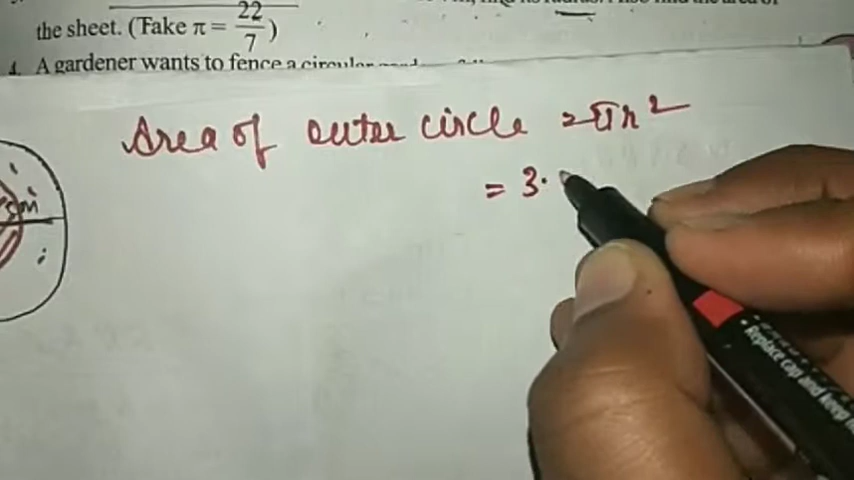 the sheet. (Take π = 22/7)
4. A gardener wants to fence a circular
Area of outer circle = πr²
= 3.
Replace cap and keep